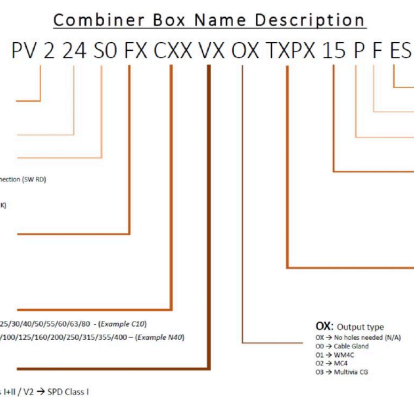 Combiner Box Name Description
PV 2 24 S0 FX CXX VX OX TXPX 15 P F ES
nection (SW RD)
K)
25/30/40/50/55/60/63/80 - (Example C10)
/100/125/160/200/250/315/355/400 – (Example N40)
s I+II / V2 → SPD Class I
OX: Output type
OX → No holes needed (N/A)
O0 → Cable Gland
O1 → WM4C
O2 → MC4
O3 → Multivia CG